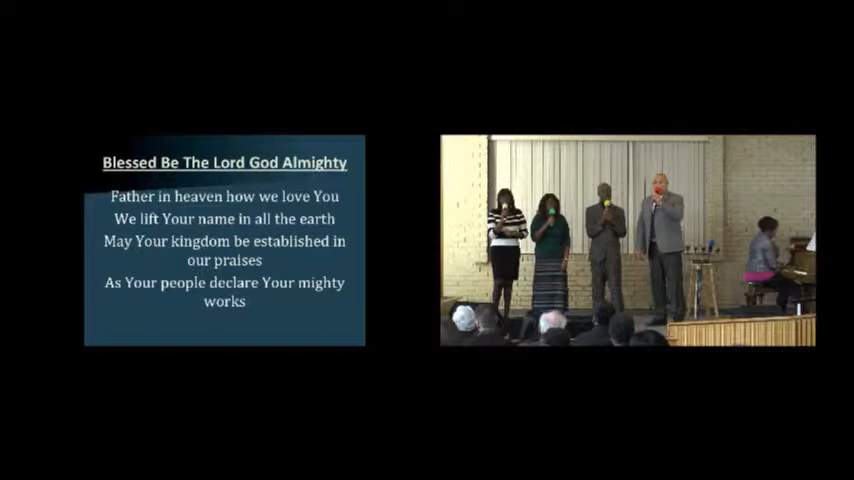 Blessed Be The Lord God Almighty
Father in heaven how we love You
We lift Your name in all the earth
May Your kingdom be established in
our praises
As Your people declare Your mighty
works